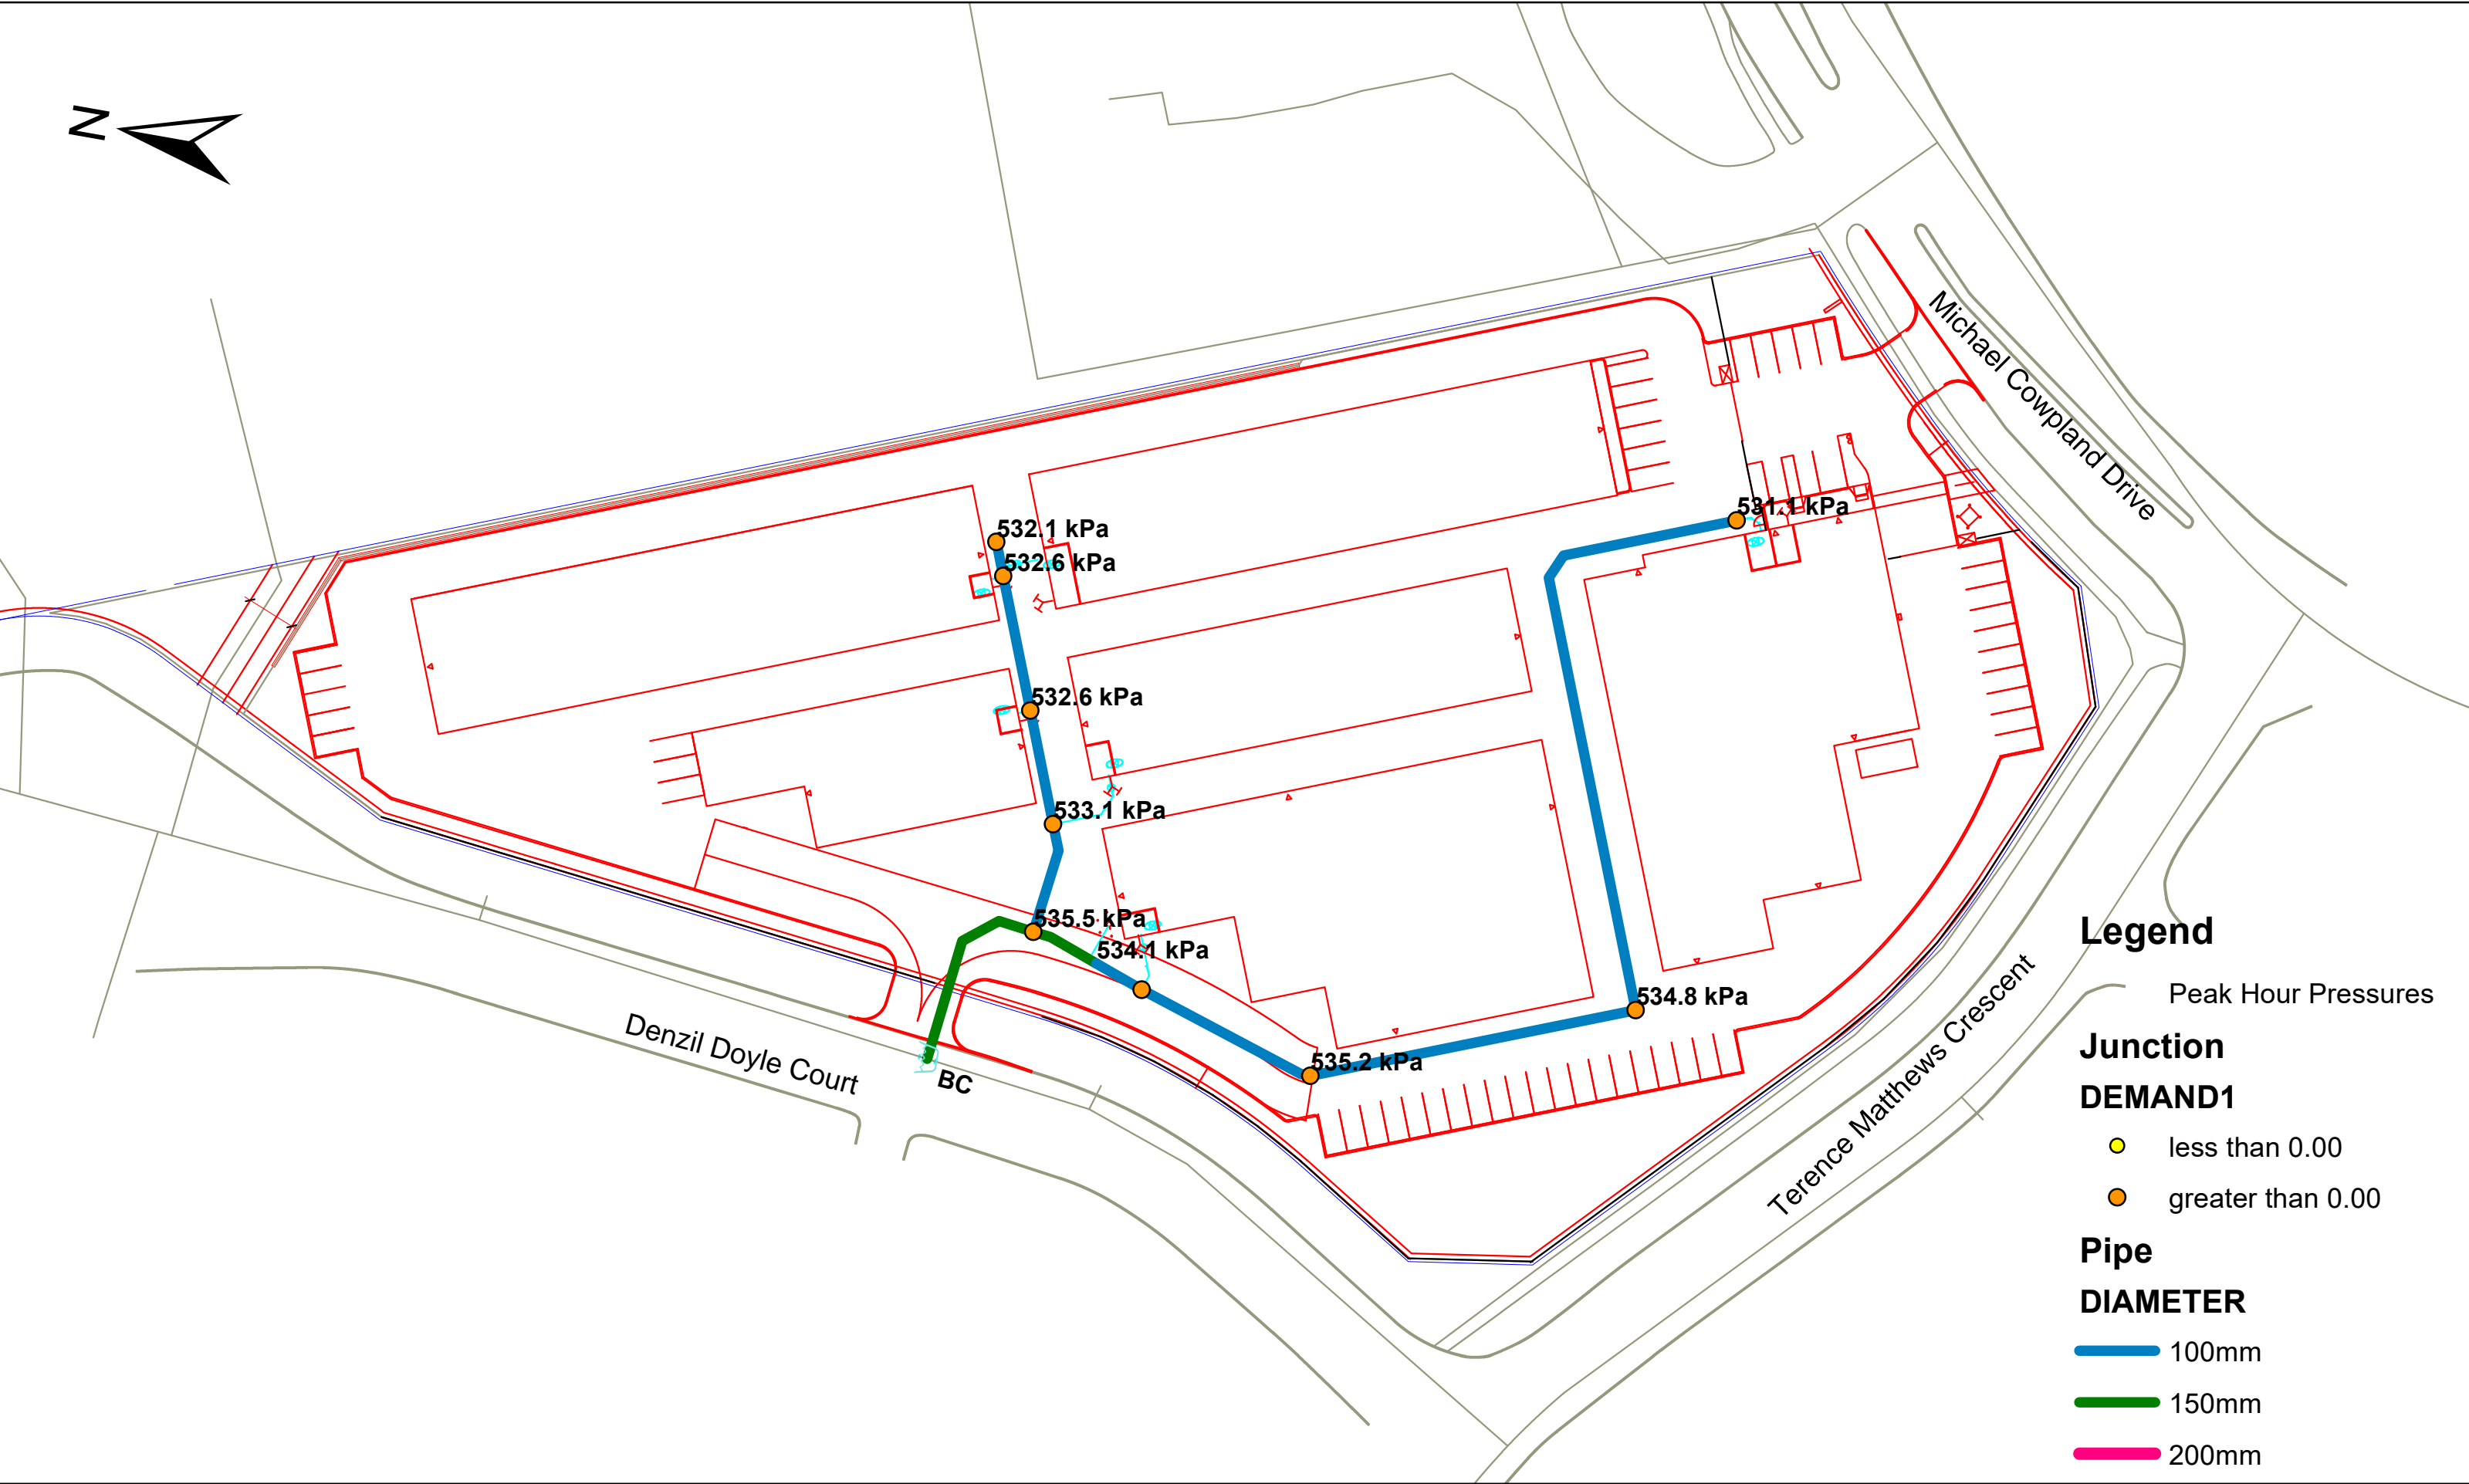 N
Michael Cowpland Drive
531.1 kPa
532.1 kPa
532.6 kPa
532.6 kPa
533.1 kPa
535.5 kPa
534.1 kPa
534.8 kPa
535.2 kPa
Denzil Doyle Court
BC
Terence Matthews Crescent
Legend
Peak Hour Pressures
Junction
DEMAND1
less than 0.00
greater than 0.00
Pipe
DIAMETER
100mm
150mm
200mm